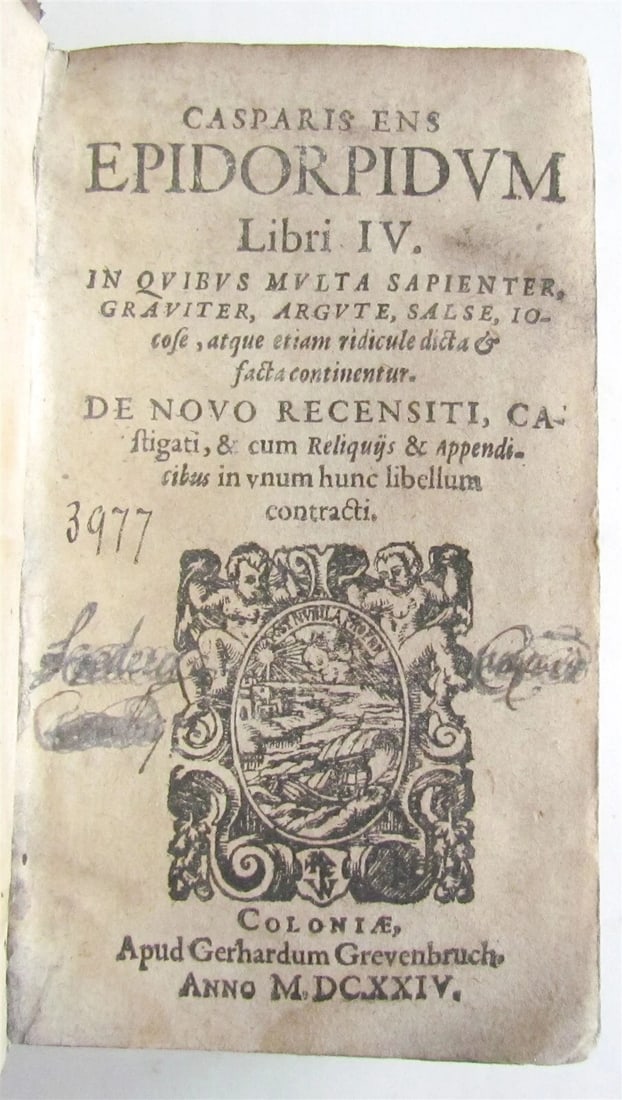 CASPARIS ENS
EPIDORPIDVM
Libri IV.
IN QVIBVS MVLTA SAPIENTER,
GRAVITER, ARGVTE, SALSE, IO-
cose, atque etiam ridicule dicta &
facta continentur.
DE NOVO RECENSITI, CA-
stigati, & cum Reliquijs & Appendi-
cibus in vnum hunc libellum
contracti.
3977
POST NVBILA
COLONIÆ,
Apud Gerhardum Grevenbruch,
ANNO M.DCXXIV.